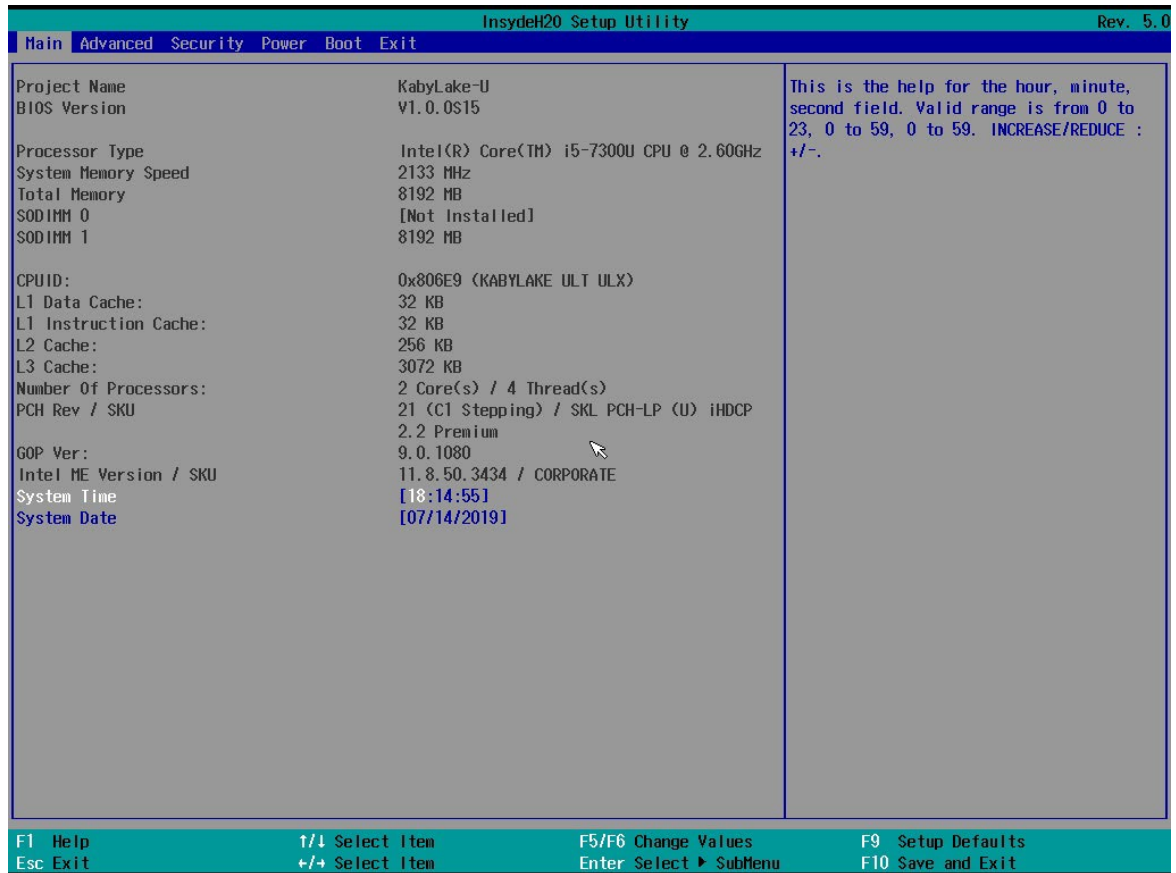 InsydeH20 Setup Utility Rev. 5.0
Main Advanced Security Power Boot Exit
Project Name KabyLake-U
BIOS Version V1.0.0S15
Processor Type Intel(R) Core(TM) i5-7300U CPU @ 2.60GHz
System Memory Speed 2133 MHz
Total Memory 8192 MB
SODIMM 0 [Not Installed]
SODIMM 1 8192 MB
CPUID: 0x806E9 (KABYLAKE ULT ULX)
L1 Data Cache: 32 KB
L1 Instruction Cache: 32 KB
L2 Cache: 256 KB
L3 Cache: 3072 KB
Number Of Processors: 2 Core(s) / 4 Thread(s)
PCH Rev / SKU 21 (C1 Stepping) / SKL PCH-LP (U) iHDCP
2.2 Premium
GOP Ver: 9.0.1080
Intel ME Version / SKU 11.8.50.3434 / CORPORATE
System Time [18:14:55]
System Date [07/14/2019]
This is the help for the hour, minute,
second field. Valid range is from 0 to
23, 0 to 59, 0 to 59. INCREASE/REDUCE :
+/-.
F1 Help ↑/↓ Select Item F5/F6 Change Values F9 Setup Defaults
Esc Exit ←/→ Select Item Enter Select ▶ SubMenu F10 Save and Exit